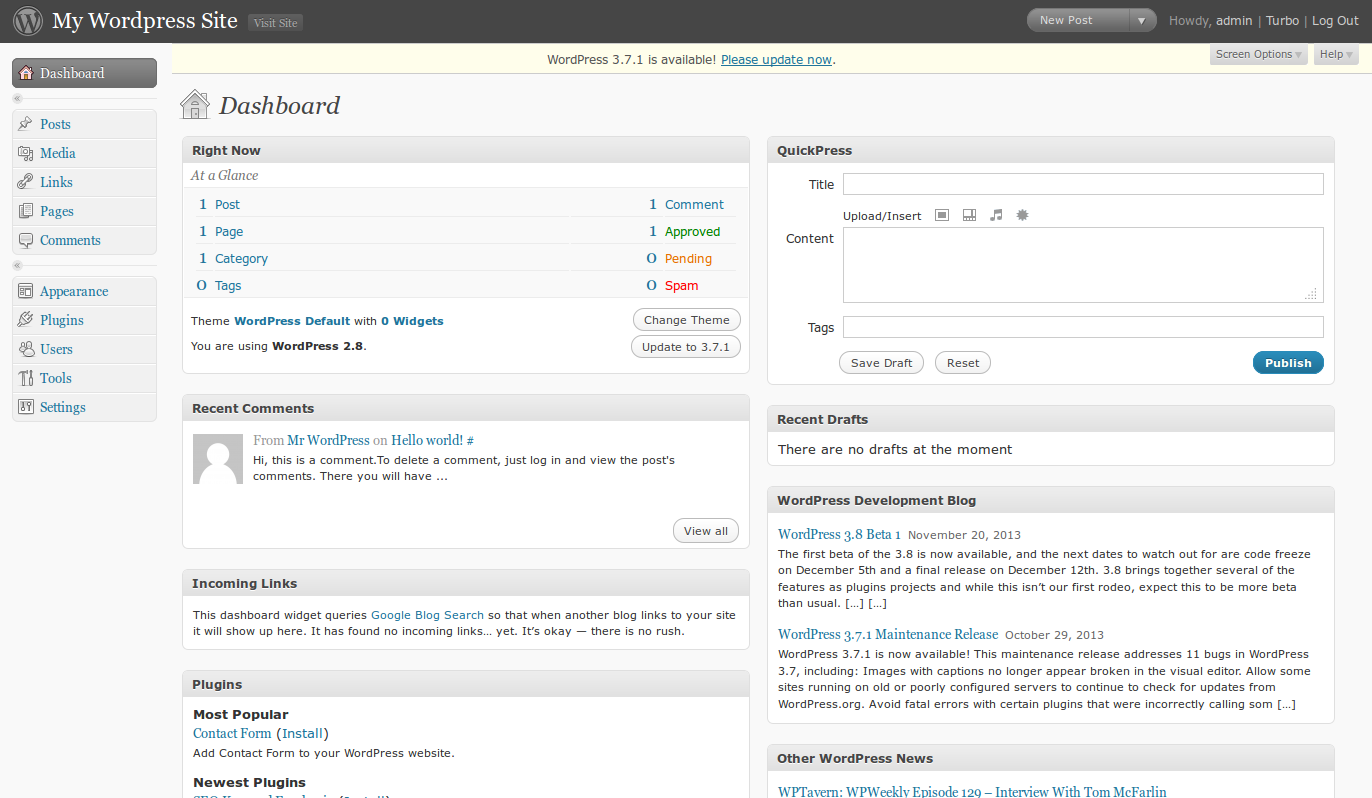 My Wordpress Site Visit Site New Post Howdy, admin | Turbo | Log Out
WordPress 3.7.1 is available! Please update now.
Screen Options Help
Dashboard
Posts
Media
Links
Pages
Comments
Appearance
Plugins
Users
Tools
Settings
Dashboard
Right Now
At a Glance
1 Post 1 Comment
1 Page 1 Approved
1 Category 0 Pending
0 Tags 0 Spam
Theme WordPress Default with 0 Widgets Change Theme
You are using WordPress 2.8. Update to 3.7.1
Recent Comments
From Mr WordPress on Hello world! #
Hi, this is a comment.To delete a comment, just log in and view the post's
comments. There you will have ...
View all
Incoming Links
This dashboard widget queries Google Blog Search so that when another blog links to your site
it will show up here. It has found no incoming links… yet. It’s okay — there is no rush.
Plugins
Most Popular
Contact Form (Install)
Add Contact Form to your WordPress website.
Newest Plugins
QuickPress
Title
Upload/Insert
Content
Tags
Save Draft Reset Publish
Recent Drafts
There are no drafts at the moment
WordPress Development Blog
WordPress 3.8 Beta 1 November 20, 2013
The first beta of the 3.8 is now available, and the next dates to watch out for are code freeze
on December 5th and a final release on December 12th. 3.8 brings together several of the
features as plugins projects and while this isn’t our first rodeo, expect this to be more beta
than usual. […] […]
WordPress 3.7.1 Maintenance Release October 29, 2013
WordPress 3.7.1 is now available! This maintenance release addresses 11 bugs in WordPress
3.7, including: Images with captions no longer appear broken in the visual editor. Allow some
sites running on old or poorly configured servers to continue to check for updates from
WordPress.org. Avoid fatal errors with certain plugins that were incorrectly calling som […]
Other WordPress News
WPTavern: WPWeekly Episode 129 – Interview With Tom McFarlin